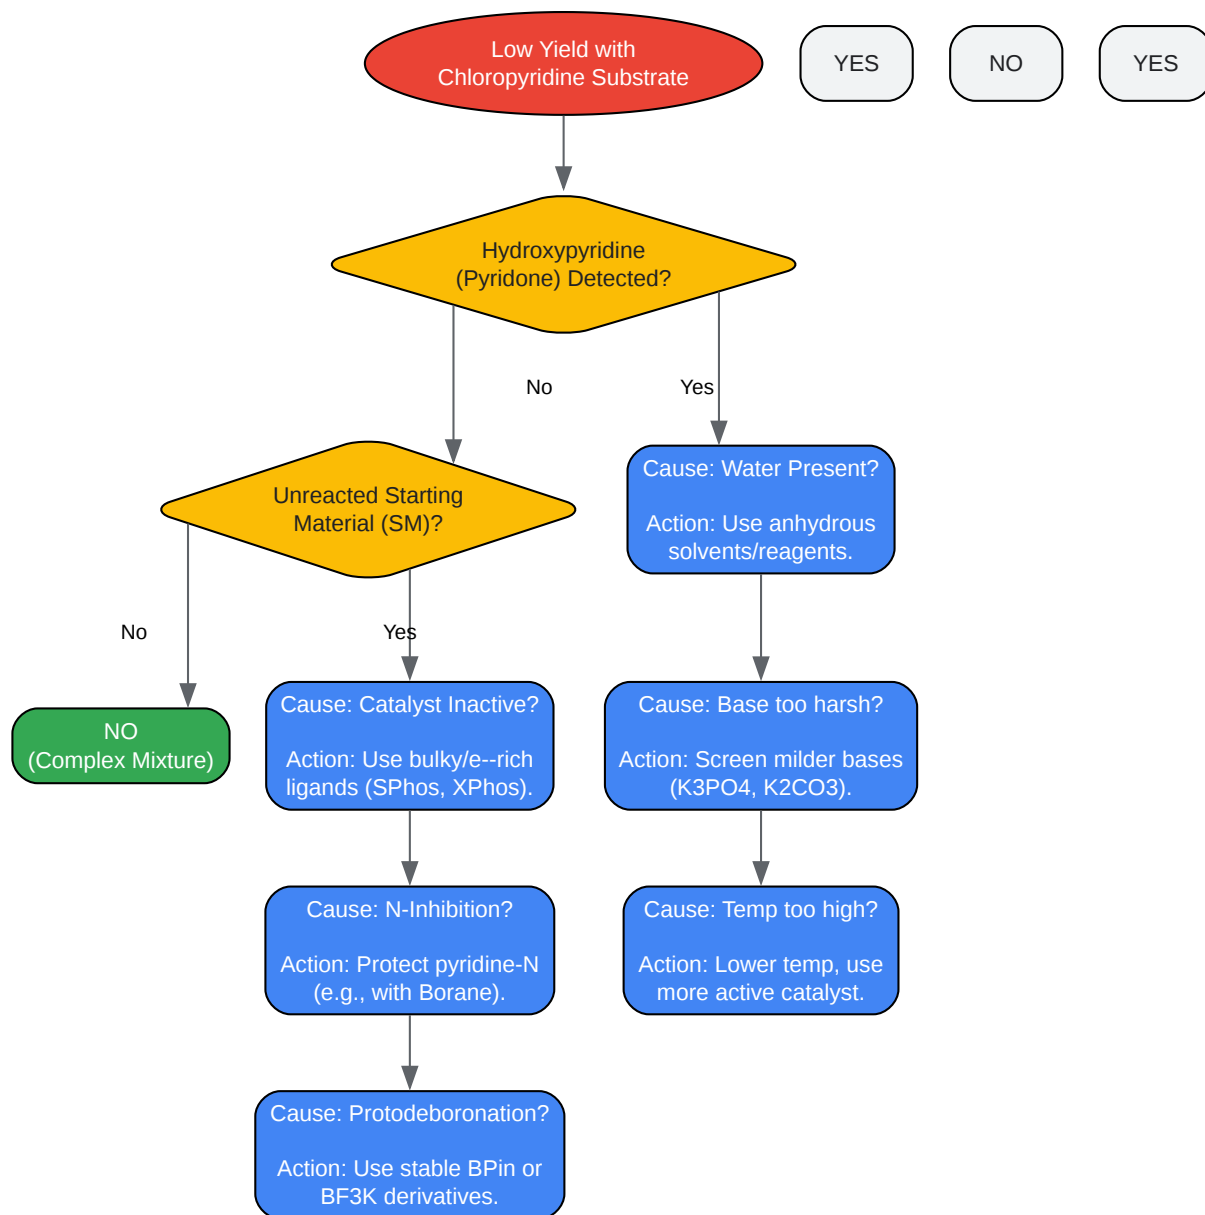 Low Yield with
Chloropyridine Substrate
YES
NO
YES
Hydroxypyridine
(Pyridone) Detected?
No
Yes
Unreacted Starting
Material (SM)?
Cause: Water Present?
Action: Use anhydrous
solvents/reagents.
No
Yes
NO
(Complex Mixture)
Cause: Catalyst Inactive?
Action: Use bulky/e--rich
ligands (SPhos, XPhos).
Cause: Base too harsh?
Action: Screen milder bases
(K3PO4, K2CO3).
Cause: N-Inhibition?
Action: Protect pyridine-N
(e.g., with Borane).
Cause: Temp too high?
Action: Lower temp, use
more active catalyst.
Cause: Protodeboronation?
Action: Use stable BPin or
BF3K derivatives.